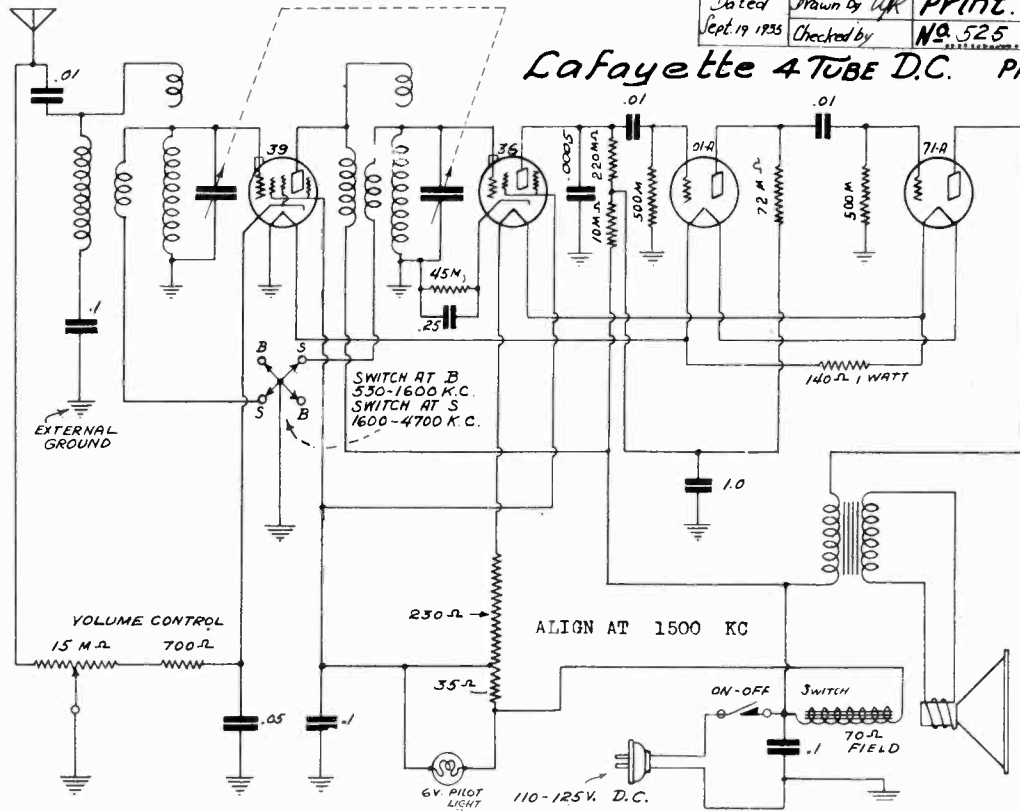 Dated Drawn By Print.
Sept. 19 1935 Checked by No. 525
Lafayette 4 TUBE D.C.
.01
39
36
.0005
220MΩ
10MΩ
.01
500M
01-A
72MΩ
.01
500M
71-A
.1
45M
.25
B S
S B
SWITCH AT B
550-1600 K.C.
SWITCH AT S
1600-4700 K.C.
EXTERNAL
GROUND
140Ω 1 WATT
1.0
VOLUME CONTROL
15 MΩ 700Ω
230Ω
ALIGN AT 1500 KC
35Ω
.05
.1
6V. PILOT
LIGHT
110-125V. D.C.
ON-OFF SWITCH
70Ω
FIELD
.1